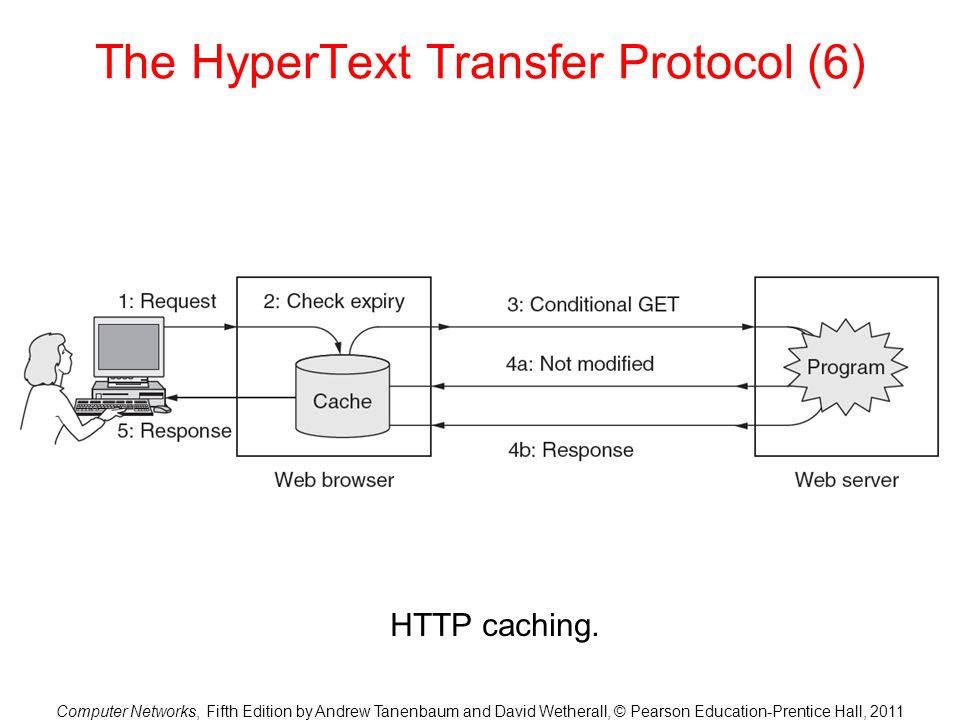 The HyperText Transfer Protocol (6)
1: Request
2: Check expiry
3: Conditional GET
4a: Not modified
Program
Cache
5: Response
4b: Response
Web browser
Web server
HTTP caching.
Computer Networks, Fifth Edition by Andrew Tanenbaum and David Wetherall, © Pearson Education-Prentice Hall, 2011